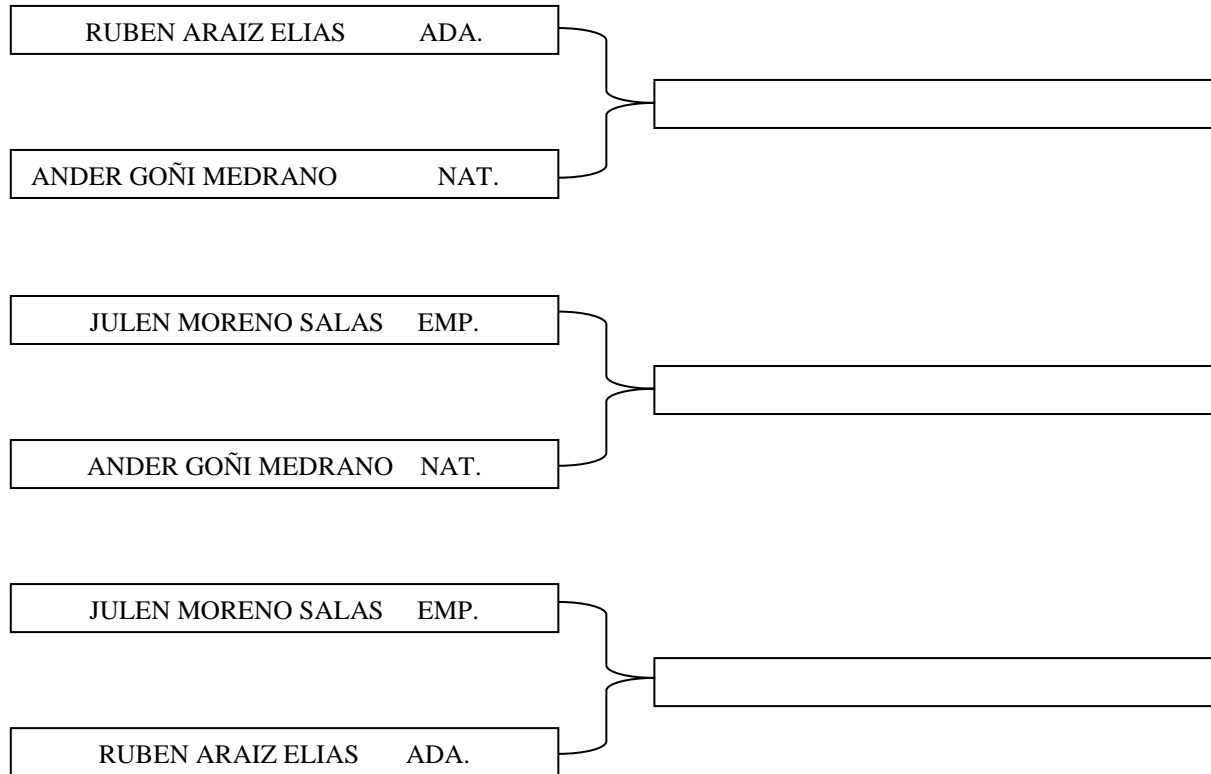 RUBEN ARAIZ ELIAS ADA.
ANDER GOÑI MEDRANO NAT.
JULEN MORENO SALAS EMP.
ANDER GOÑI MEDRANO NAT.
JULEN MORENO SALAS EMP.
RUBEN ARAIZ ELIAS ADA.